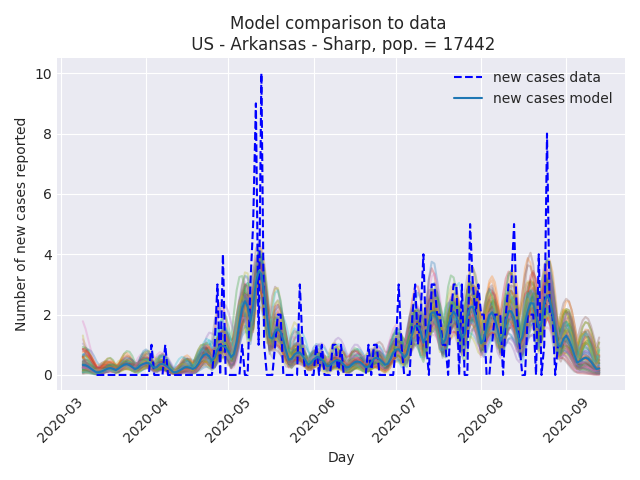 Model comparison to data
US - Arkansas - Sharp, pop. = 17442
new cases data
new cases model
Number of new cases reported
10
8
6
4
2
0
2020-03
2020-04
2020-05
2020-06
2020-07
2020-08
2020-09
Day